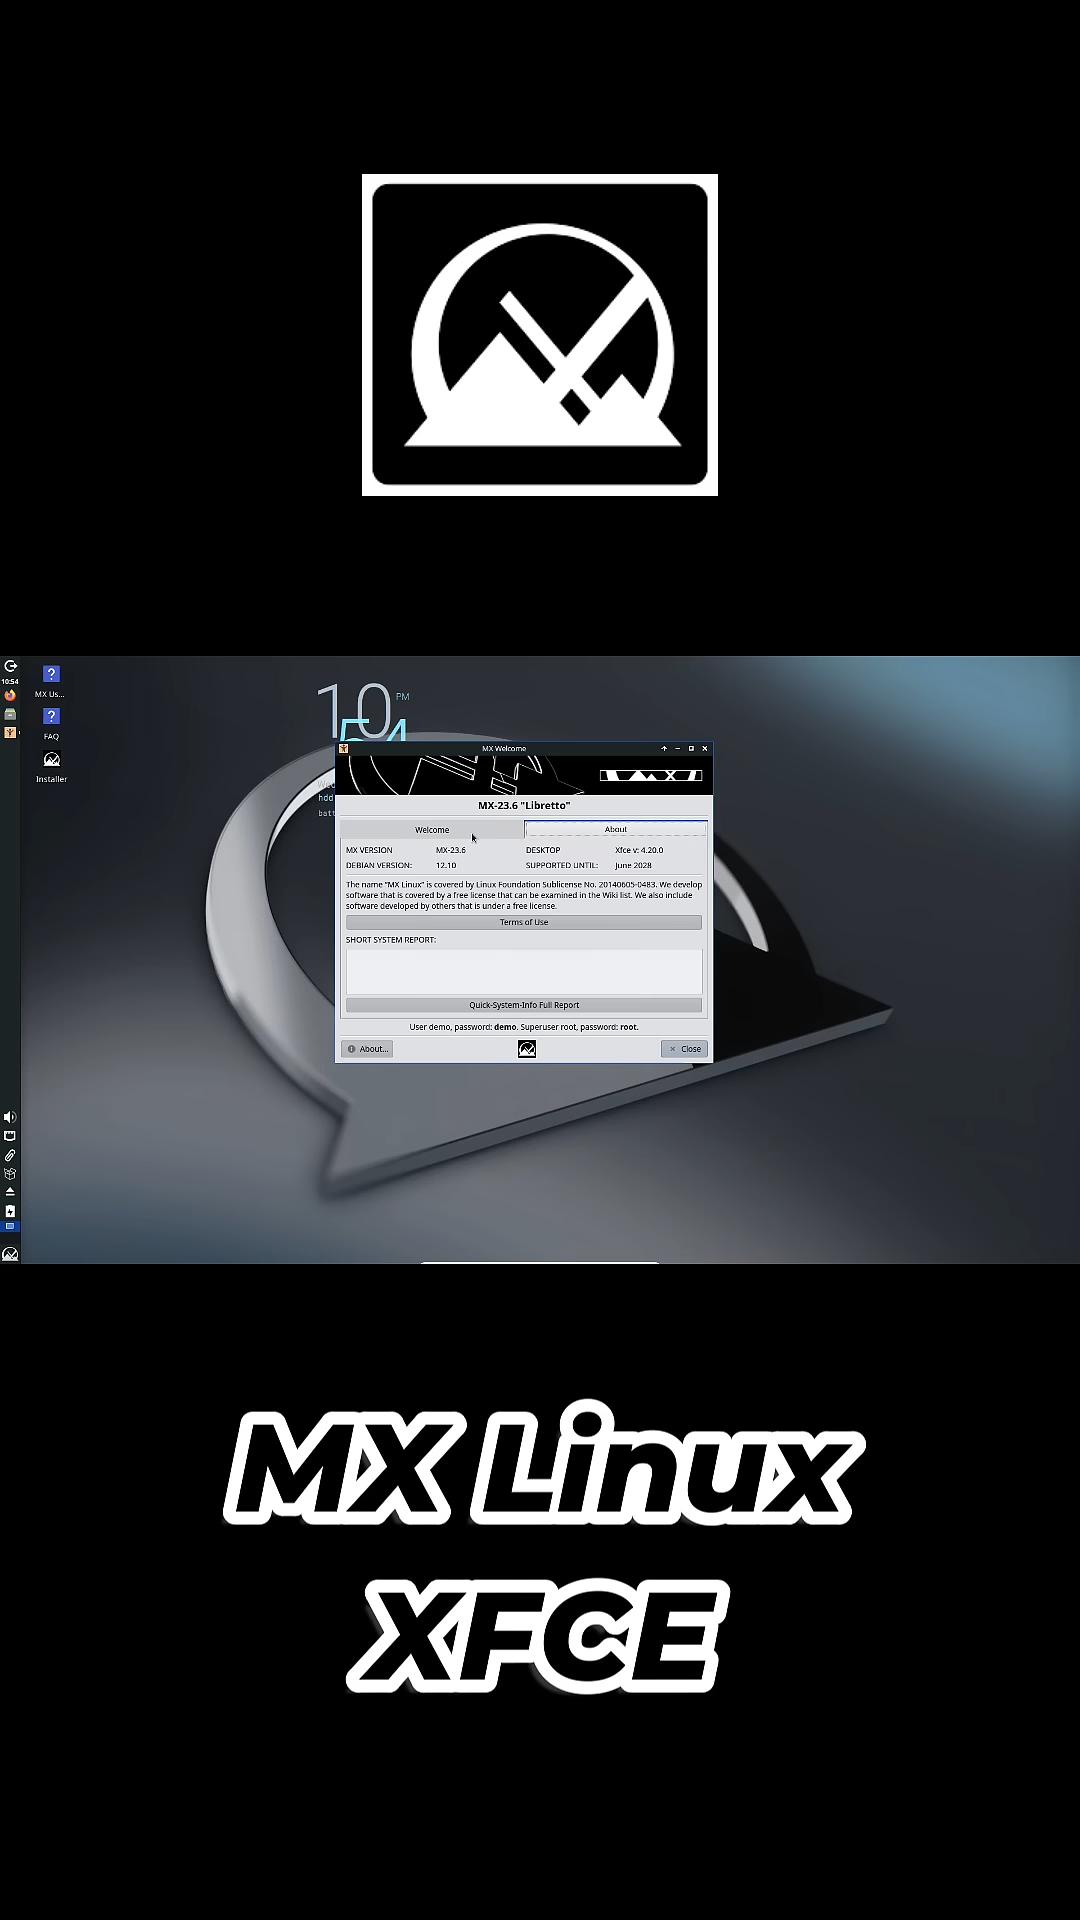 10:54
MX Us...
FAQ
Installer
10 PM
54
hdd
batt
MX Welcome
MX-23.6 "Libretto"
Welcome
About
MX VERSION MX-23.6 DESKTOP Xfce v: 4.20.0
DEBIAN VERSION: 12.10 SUPPORTED UNTIL: June 2028
The name “MX Linux” is covered by Linux Foundation Sublicense No. 20140605-0483. We develop
software that is covered by a free license that can be examined in the Wiki list. We also include
software developed by others that is under a free license.
Terms of Use
SHORT SYSTEM REPORT:
Quick-System-Info Full Report
User demo, password: demo. Superuser root, password: root.
About...
Close
MX Linux
XFCE